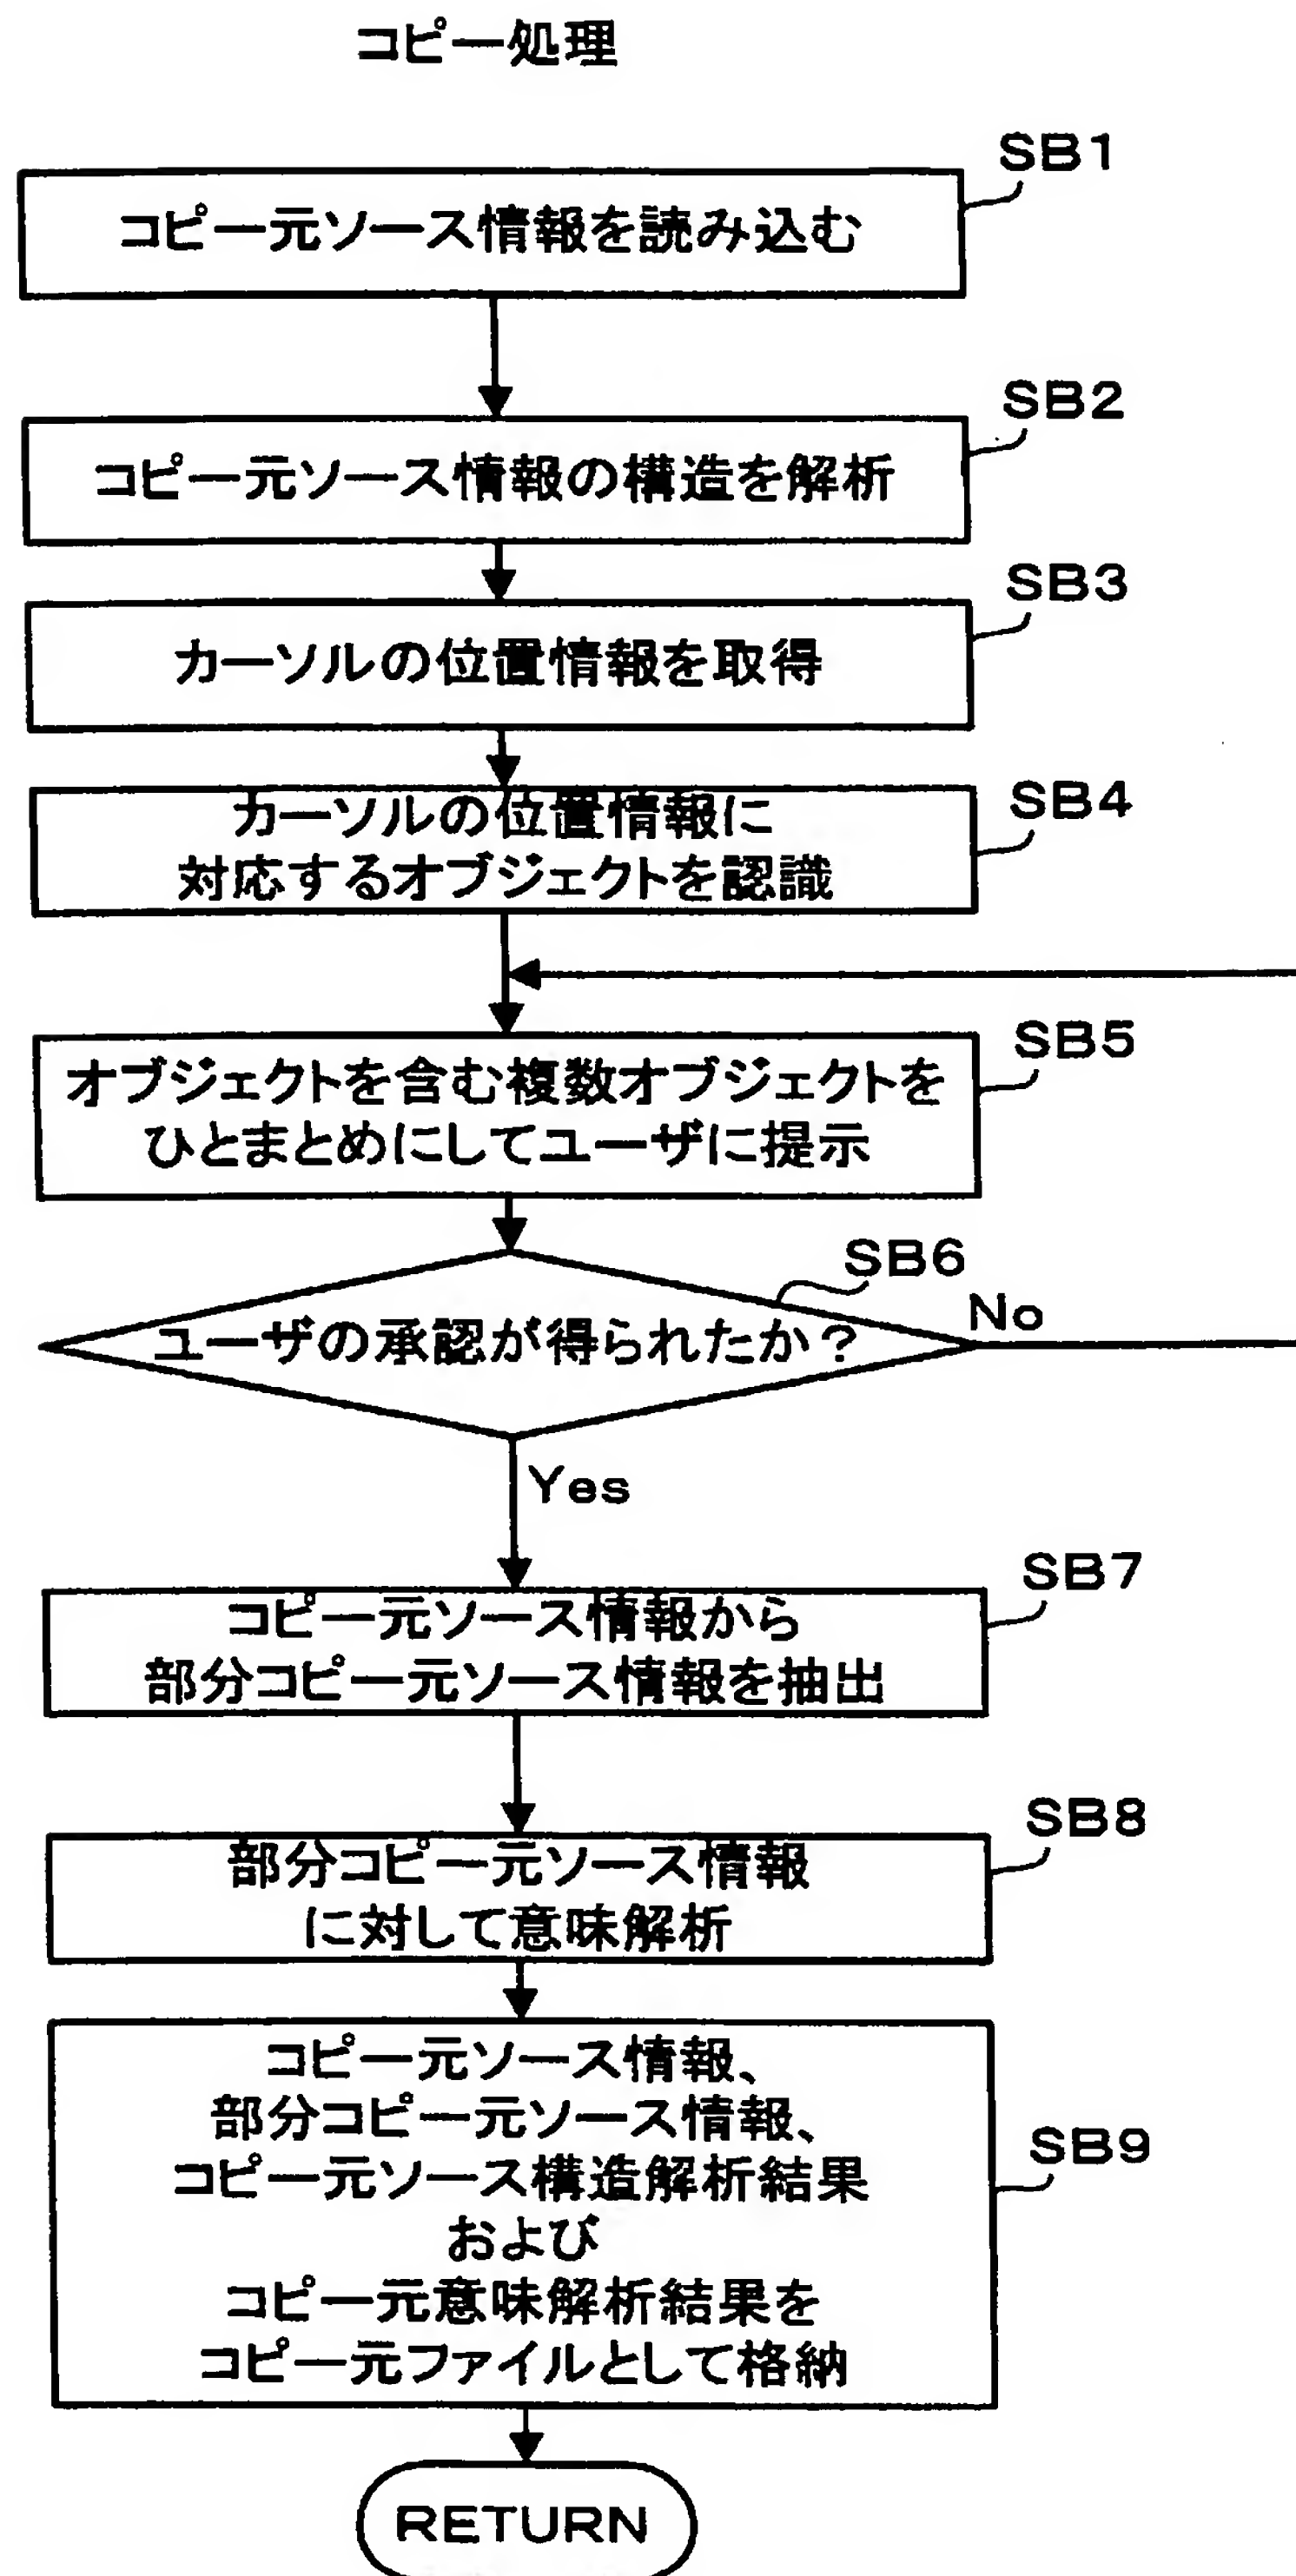 コピー処理
SB1
コピー元ソース情報を読み込む
SB2
コピー元ソース情報の構造を解析
SB3
カーソルの位置情報を取得
SB4
カーソルの位置情報に
対応するオブジェクトを認識
SB5
オブジェクトを含む複数オブジェクトを
ひとまとめにしてユーザに提示
SB6
ユーザの承認が得られたか？
No
Yes
SB7
コピー元ソース情報から
部分コピー元ソース情報を抽出
SB8
部分コピー元ソース情報
に対して意味解析
SB9
コピー元ソース情報、
部分コピー元ソース情報、
コピー元ソース構造解析結果
および
コピー元意味解析結果を
コピー元ファイルとして格納
RETURN